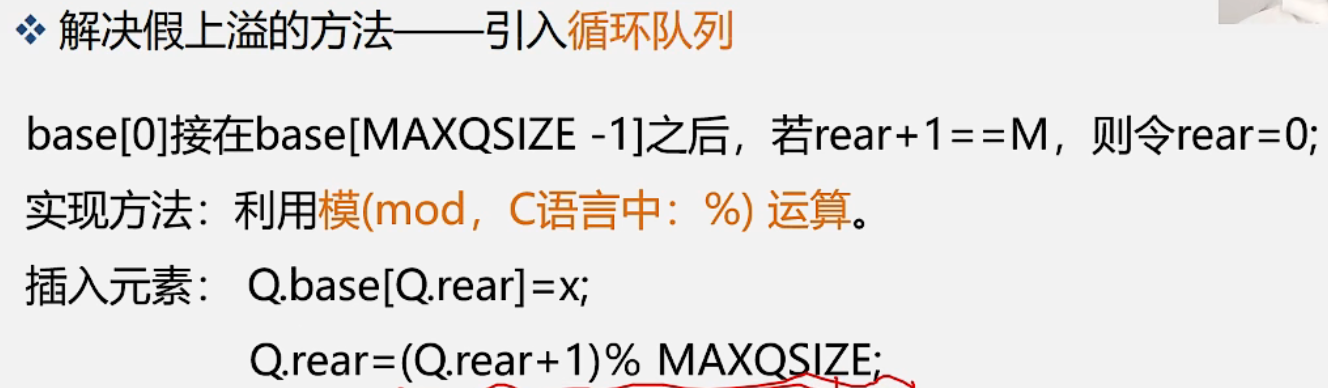 ❖ 解决假上溢的方法——引入循环队列
base[0]接在base[MAXQSIZE -1]之后，若rear+1==M，则令rear=0;
实现方法：利用模(mod，C语言中：%) 运算。
插入元素： Q.base[Q.rear]=x;
Q.rear=(Q.rear+1)% MAXQSIZE;